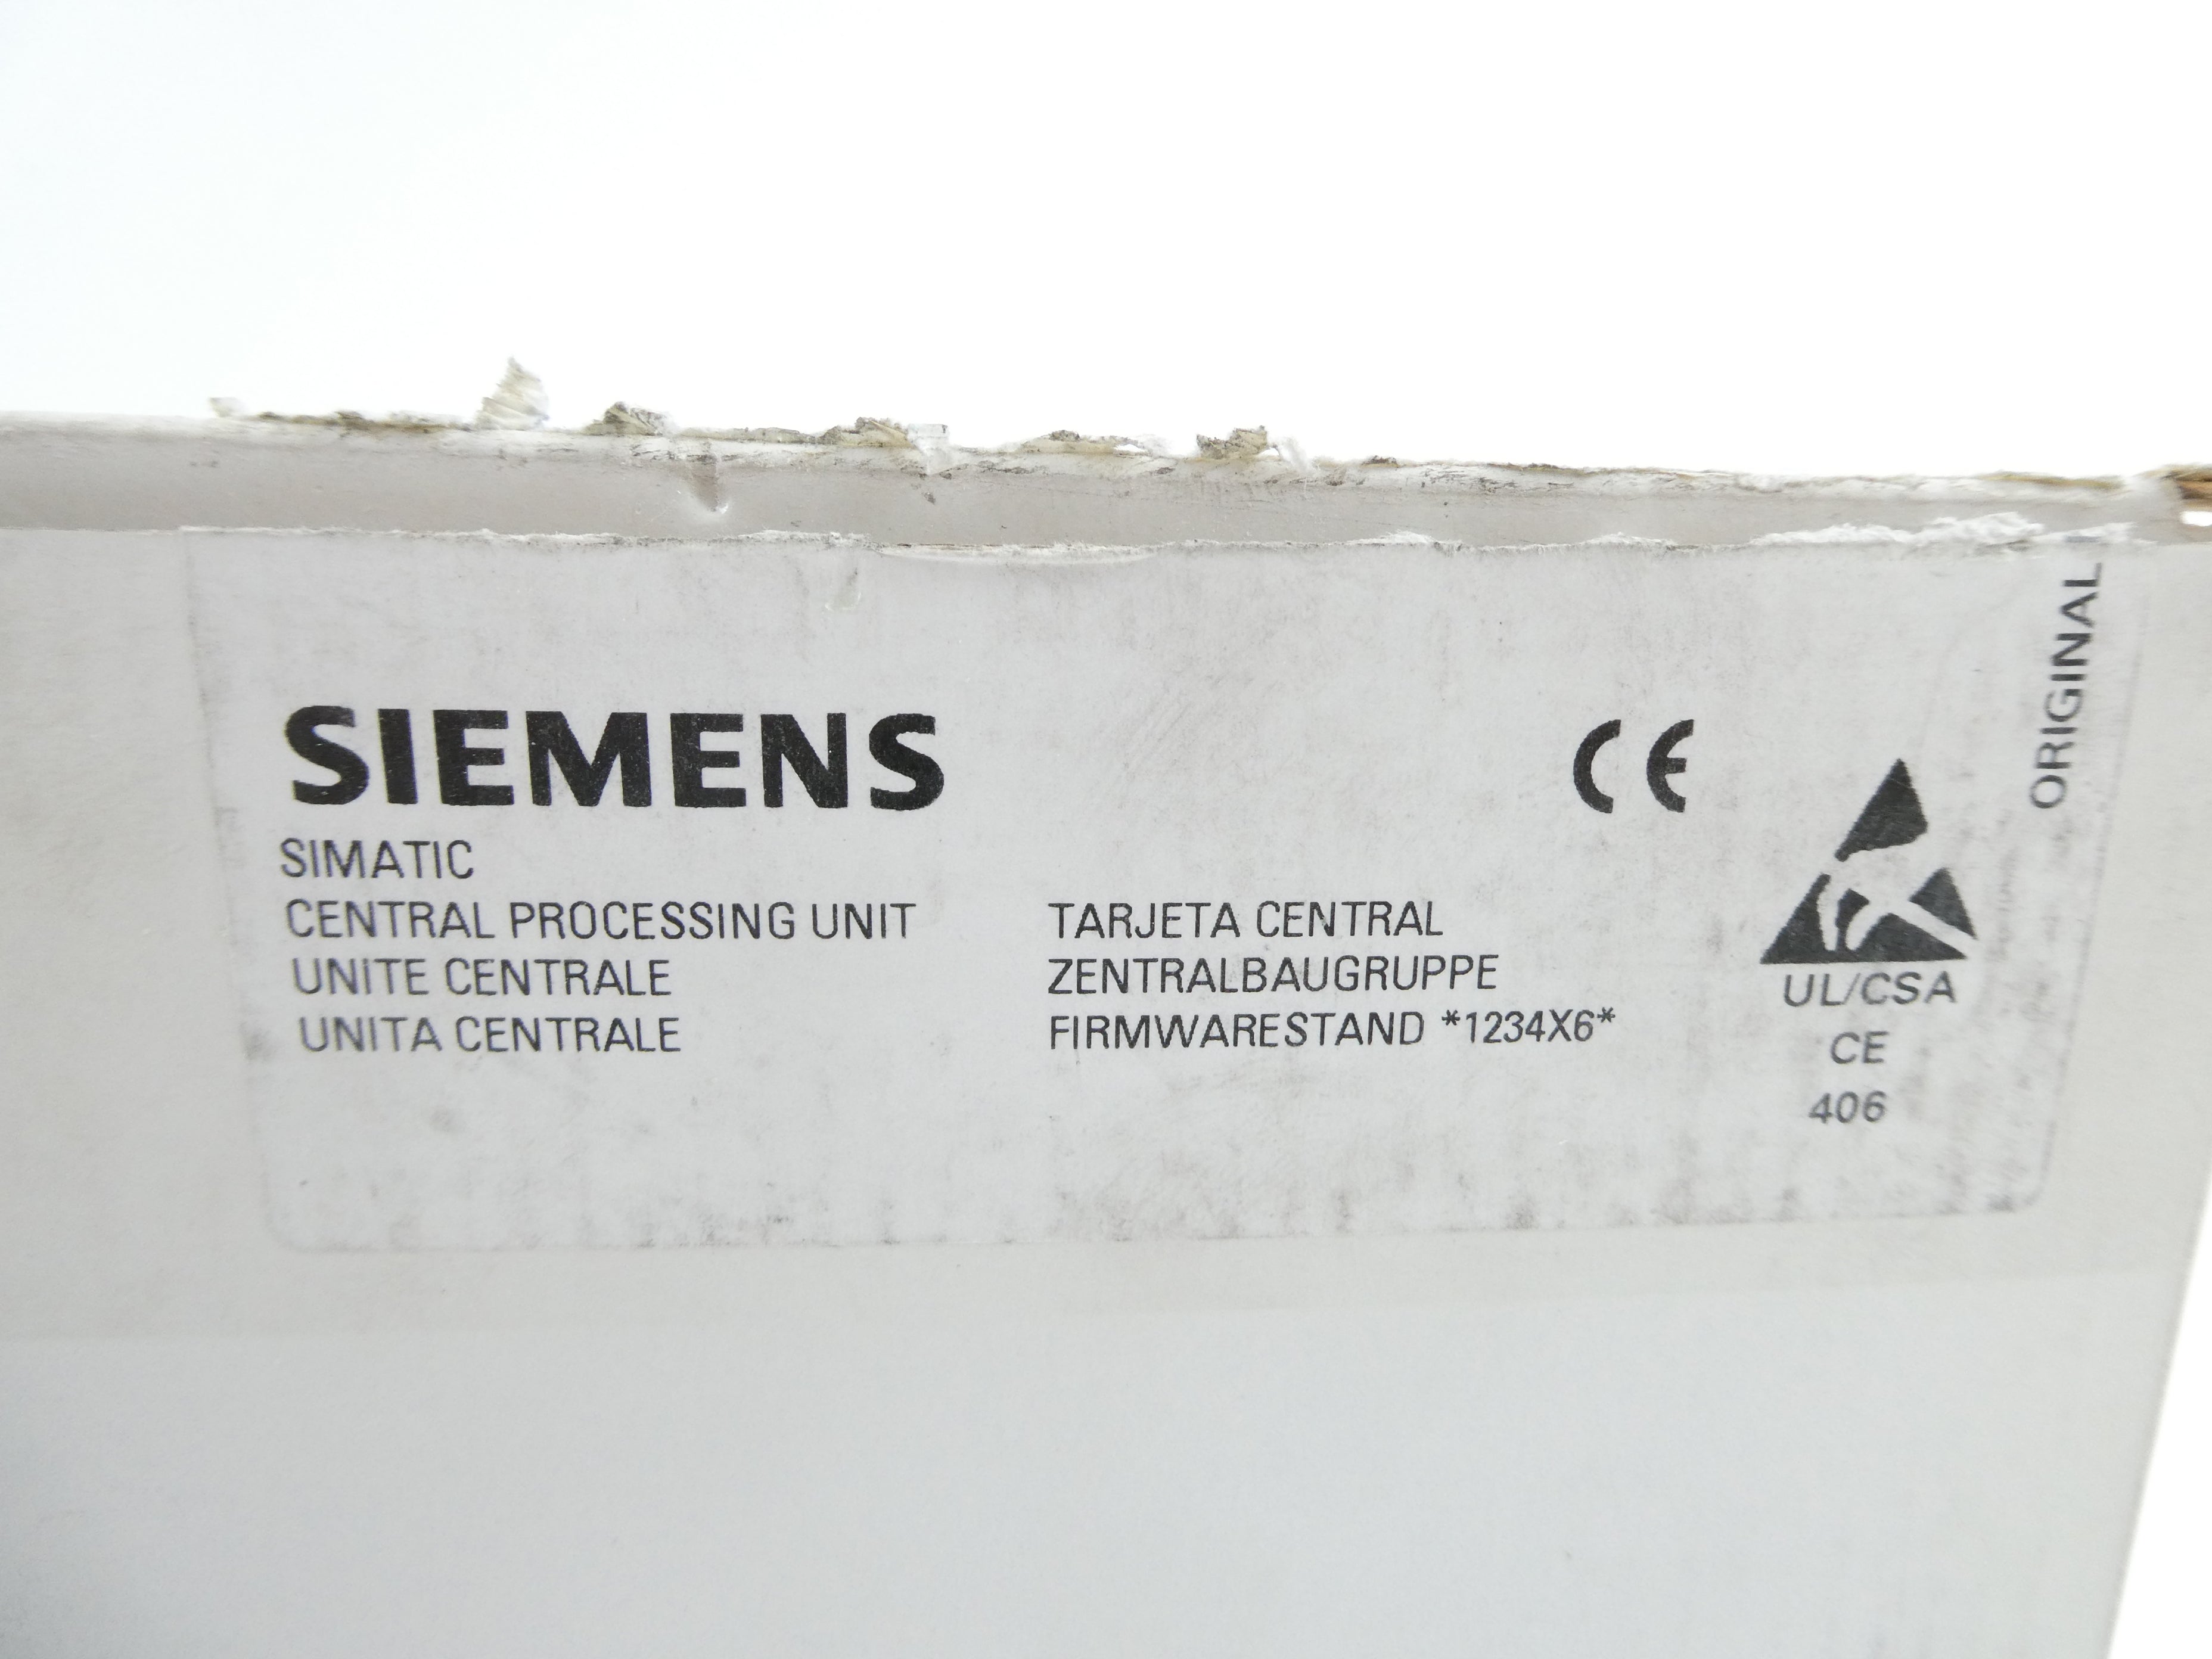 SIEMENS
CE
ORIGINAL
SIMATIC
CENTRAL PROCESSING UNIT
UNITE CENTRALE
UNITA CENTRALE
TARJETA CENTRAL
ZENTRALBAUGRUPPE
FIRMWARESTAND *1234X6*
UL/CSA
CE
406